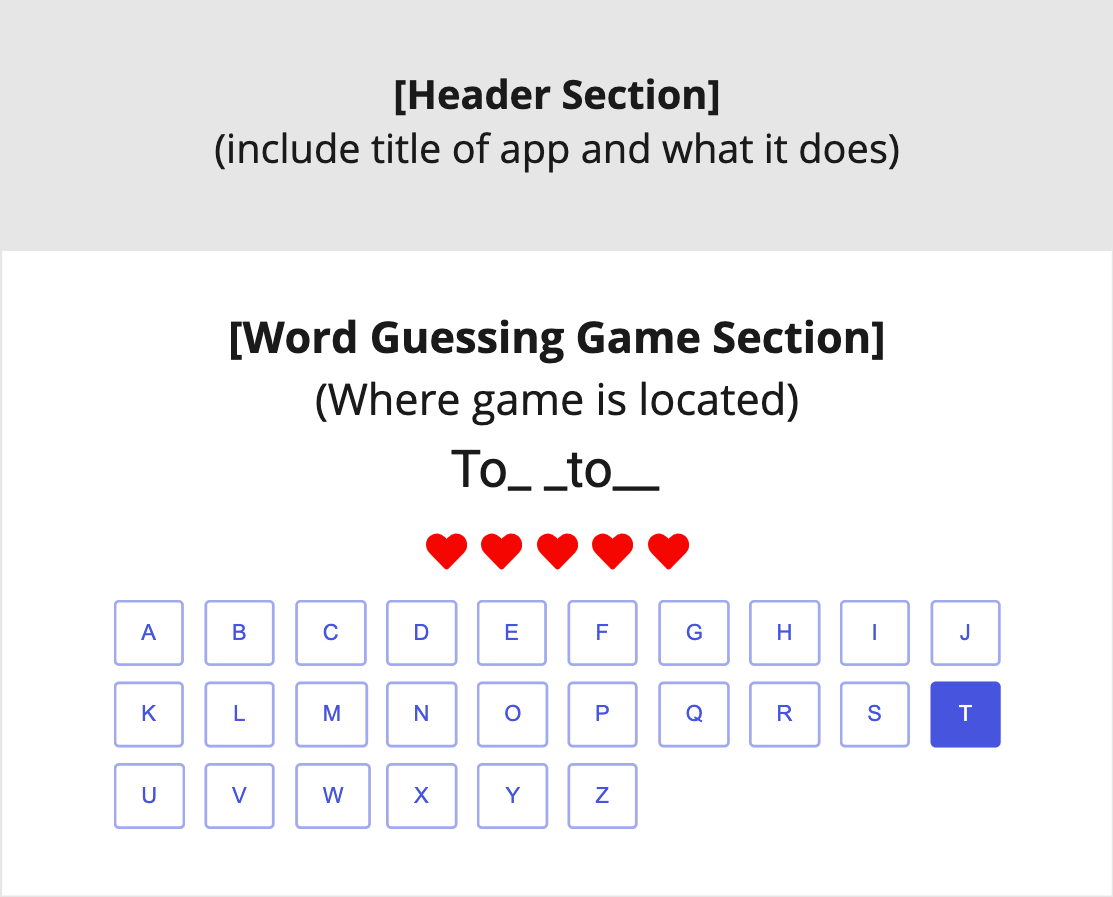 [Header Section]
(include title of app and what it does)
[Word Guessing Game Section]
(Where game is located)
To_ _to__
A B C D E F G H I J
K L M N O P Q R S T
U V W X Y Z